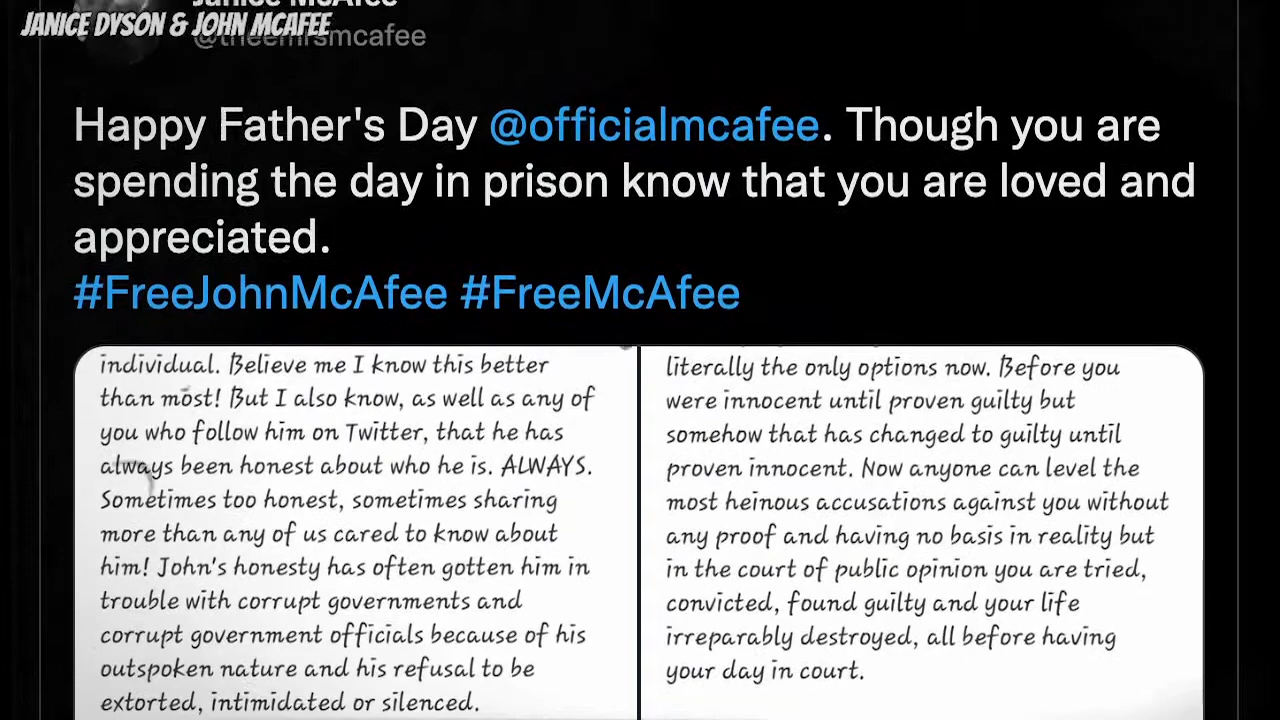 Janice McAfee
JANICE DYSON & JOHN MCAFEE
@theemrsmcafee
Happy Father's Day @officialmcafee. Though you are
spending the day in prison know that you are loved and
appreciated.
#FreeJohnMcAfee #FreeMcAfee
individual. Believe me I know this better
than most! But I also know, as well as any of
you who follow him on Twitter, that he has
always been honest about who he is. ALWAYS.
Sometimes too honest, sometimes sharing
more than any of us cared to know about
him! John's honesty has often gotten him in
trouble with corrupt governments and
corrupt government officials because of his
outspoken nature and his refusal to be
extorted, intimidated or silenced.
literally the only options now. Before you
were innocent until proven guilty but
somehow that has changed to guilty until
proven innocent. Now anyone can level the
most heinous accusations against you without
any proof and having no basis in reality but
in the court of public opinion you are tried,
convicted, found guilty and your life
irreparably destroyed, all before having
your day in court.